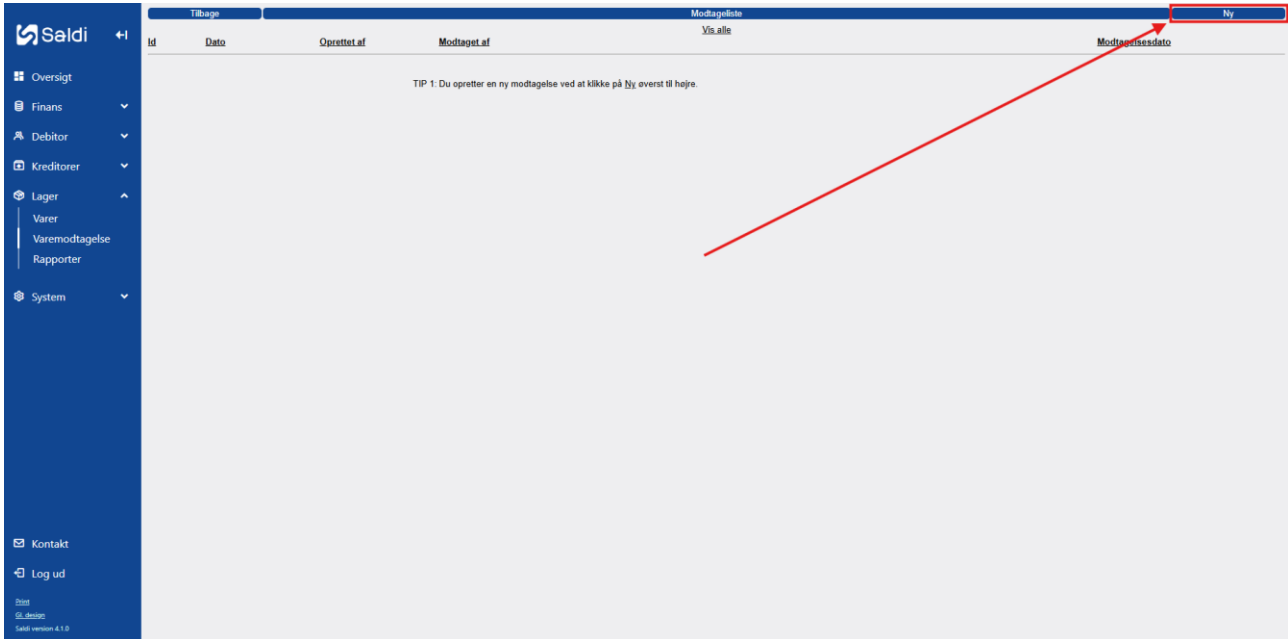 Saldi
Oversigt
Finans
Debitor
Kreditorer
Lager
Varer
Varemodtagelse
Rapporter
System
Kontakt
Log ud
Print
Gl. design
Saldi version 4.1.0
Tilbage Modtageliste Ny
Vis alle
Id Dato Oprettet af Modtaget af Modtagelsesdato
TIP 1: Du opretter en ny modtagelse ved at klikke på Ny øverst til højre.